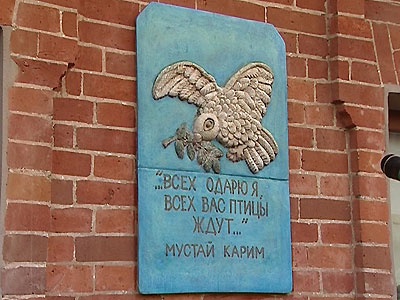 "...ВСЕХ ОДАРЮ Я,
ВСЕХ ВАС ПТИЦЫ
ЖДУТ..."
МУСТАЙ КАРИМ